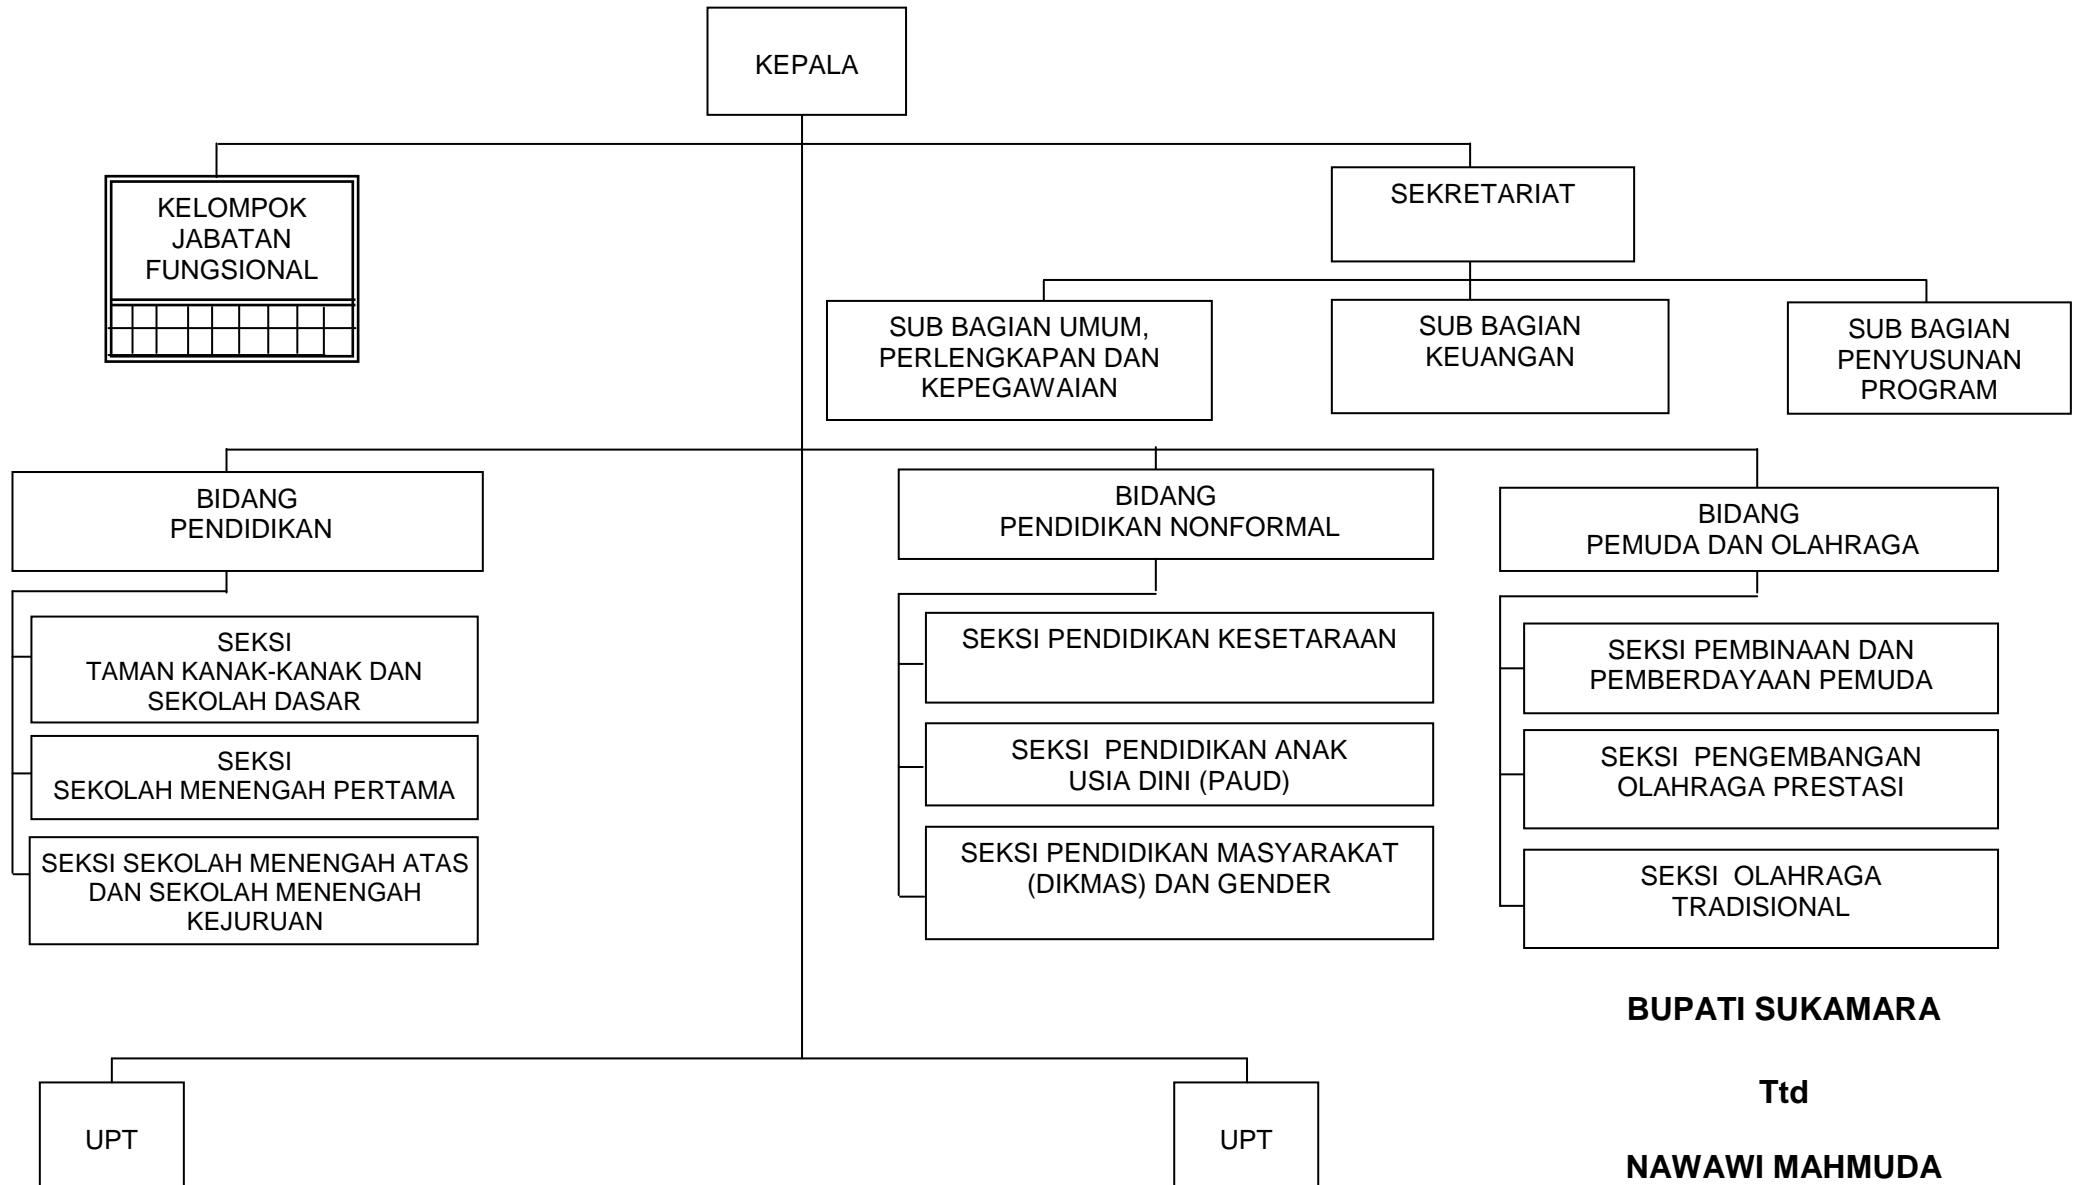 KEPALA
KELOMPOK
JABATAN
FUNGSIONAL
SEKRETARIAT
SUB BAGIAN UMUM,
PERLENGKAPAN DAN
KEPEGAWAIAN
SUB BAGIAN
KEUANGAN
SUB BAGIAN
PENYUSUNAN
PROGRAM
BIDANG
PENDIDIKAN
SEKSI
TAMAN KANAK-KANAK DAN
SEKOLAH DASAR
SEKSI
SEKOLAH MENENGAH PERTAMA
SEKSI SEKOLAH MENENGAH ATAS
DAN SEKOLAH MENENGAH
KEJURUAN
BIDANG
PENDIDIKAN NONFORMAL
SEKSI PENDIDIKAN KESETARAAN
SEKSI PENDIDIKAN ANAK
USIA DINI (PAUD)
SEKSI PENDIDIKAN MASYARAKAT
(DIKMAS) DAN GENDER
BIDANG
PEMUDA DAN OLAHRAGA
SEKSI PEMBINAAN DAN
PEMBERDAYAAN PEMUDA
SEKSI PENGEMBANGAN
OLAHRAGA PRESTASI
SEKSI OLAHRAGA
TRADISIONAL
UPT
UPT
BUPATI SUKAMARA
Ttd
NAWAWI MAHMUDA